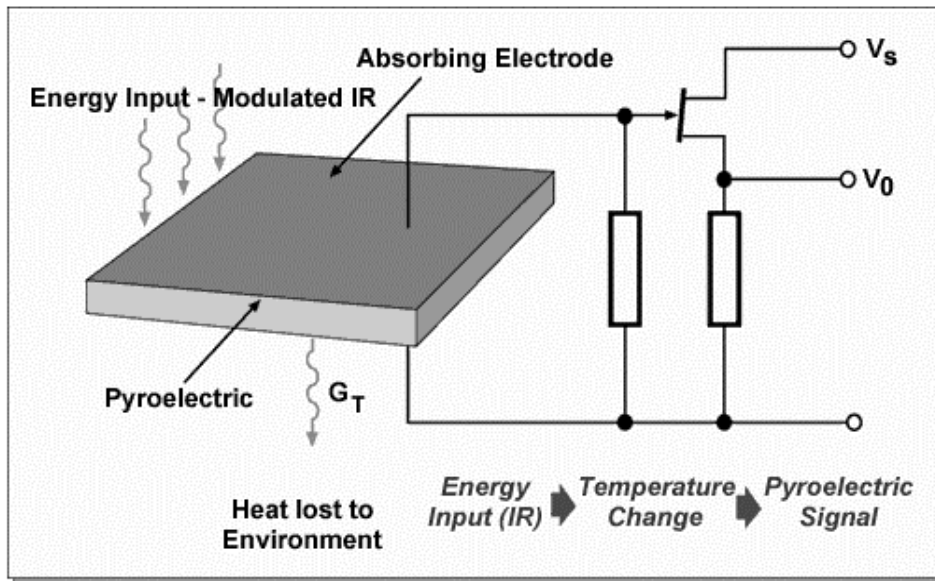 Absorbing Electrode
Energy Input - Modulated IR
Vs
V0
Pyroelectric
GT
Heat lost to
Environment
Energy
Input (IR)
Temperature
Change
Pyroelectric
Signal